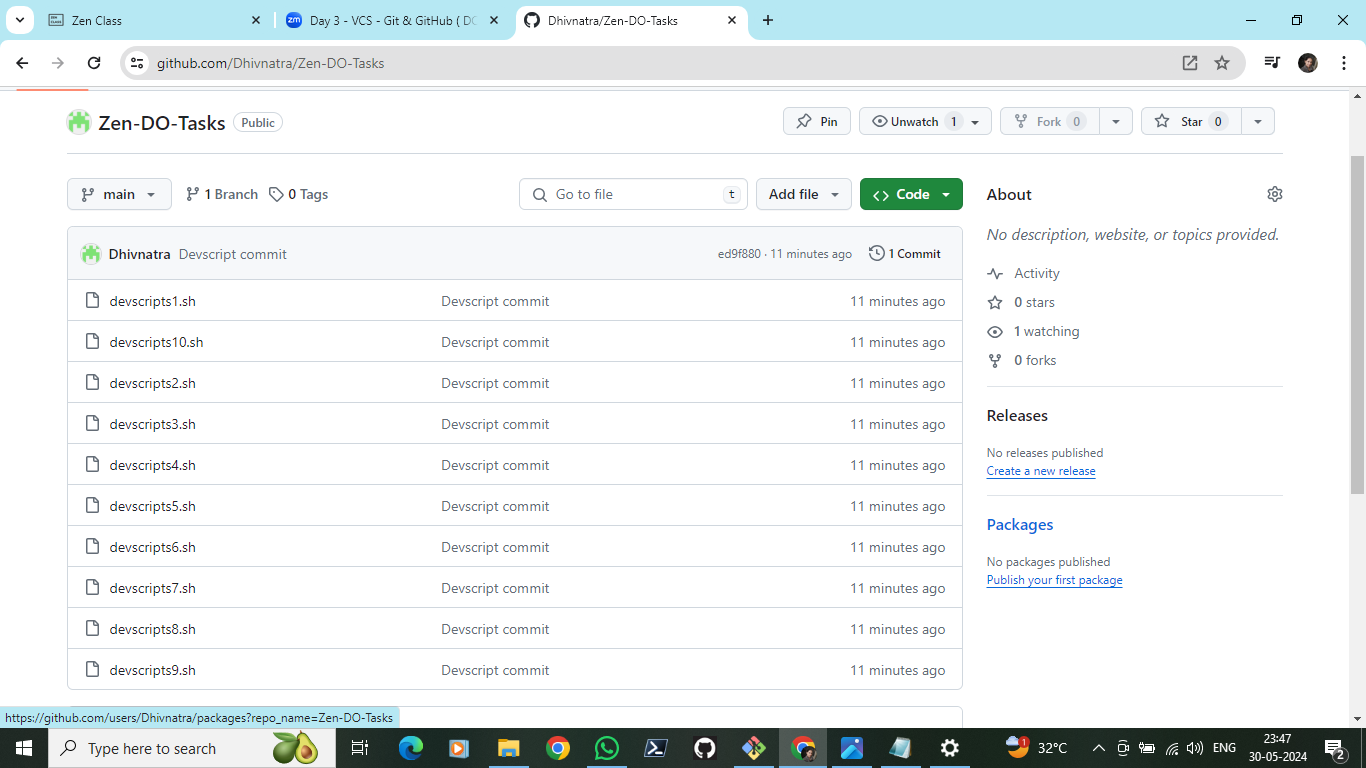 Zen Class
Day 3 - VCS - Git & GitHub ( DO
Dhivnatra/Zen-DO-Tasks
github.com/Dhivnatra/Zen-DO-Tasks
Zen-DO-Tasks Public
Pin
Unwatch 1
Fork 0
Star 0
main
1 Branch
0 Tags
Go to file t
Add file
Code
Dhivnatra Devscript commit ed9f880 · 11 minutes ago 1 Commit
devscripts1.sh Devscript commit 11 minutes ago
devscripts10.sh Devscript commit 11 minutes ago
devscripts2.sh Devscript commit 11 minutes ago
devscripts3.sh Devscript commit 11 minutes ago
devscripts4.sh Devscript commit 11 minutes ago
devscripts5.sh Devscript commit 11 minutes ago
devscripts6.sh Devscript commit 11 minutes ago
devscripts7.sh Devscript commit 11 minutes ago
devscripts8.sh Devscript commit 11 minutes ago
devscripts9.sh Devscript commit 11 minutes ago
About
No description, website, or topics provided.
Activity
0 stars
1 watching
0 forks
Releases
No releases published
Create a new release
Packages
No packages published
Publish your first package
https://github.com/users/Dhivnatra/packages?repo_name=Zen-DO-Tasks
Type here to search
1
32°C
ENG
23:47
30-05-2024
2